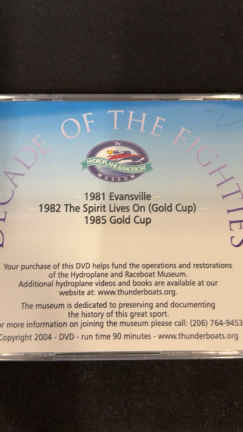 DECADE OF THE EIGHTIES
HYDROPLANE & RACEBOAT
MUSEUM
1981 Evansville
1982 The Spirit Lives On (Gold Cup)
1985 Gold Cup
Your purchase of this DVD helps fund the operations and restorations
of the Hydroplane and Raceboat Museum.
Additional hydroplane videos and books are available at our
website at: www.thunderboats.org.
The museum is dedicated to preserving and documenting
the history of this great sport.
or more information on joining the museum please call: (206) 764-9453
Copyright 2004 - DVD - run time 90 minutes - www.thunderboats.org